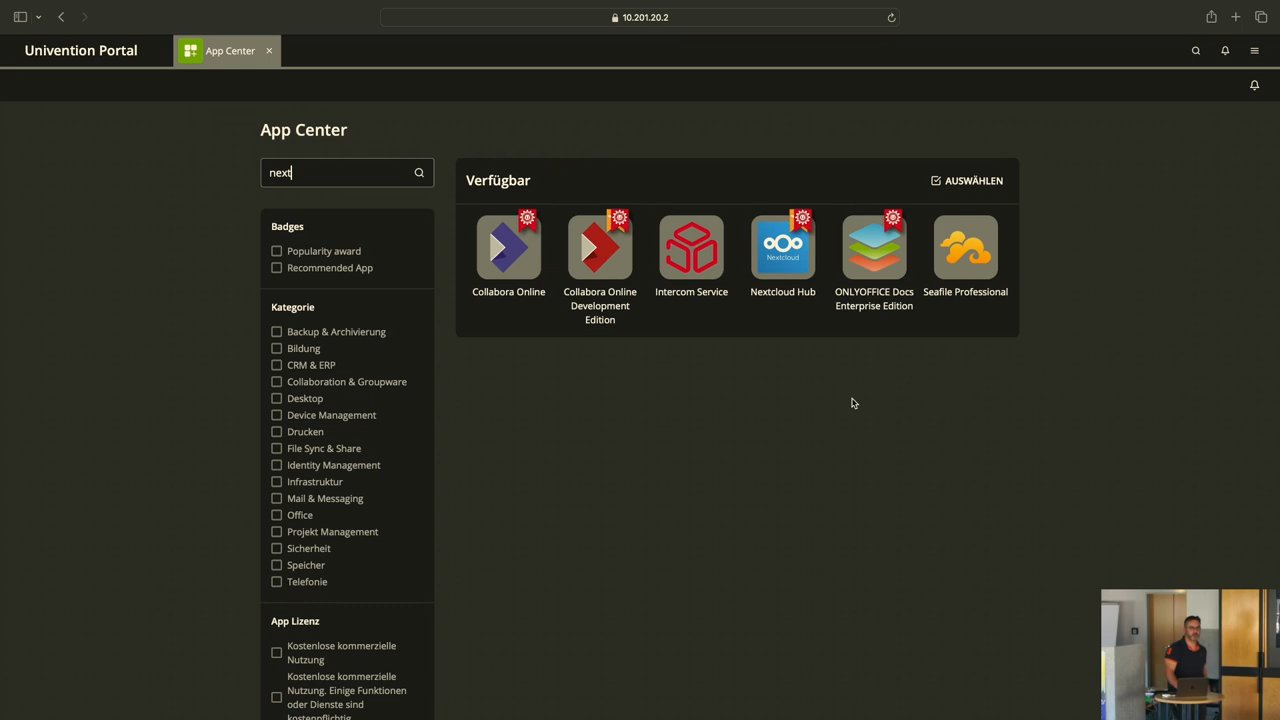 10.201.20.2
Univention Portal
App Center
App Center
next
Badges
Popularity award
Recommended App
Kategorie
Backup & Archivierung
Bildung
CRM & ERP
Collaboration & Groupware
Desktop
Device Management
Drucken
File Sync & Share
Identity Management
Infrastruktur
Mail & Messaging
Office
Projekt Management
Sicherheit
Speicher
Telefonie
App Lizenz
Kostenlose kommerzielle
Nutzung
Kostenlose kommerzielle
Nutzung. Einige Funktionen
oder Dienste sind
kostenpflichtig
Verfügbar
AUSWÄHLEN
Collabora Online
Collabora Online
Development
Edition
Intercom Service
Nextcloud
Nextcloud Hub
ONLYOFFICE Docs
Enterprise Edition
Seafile Professional